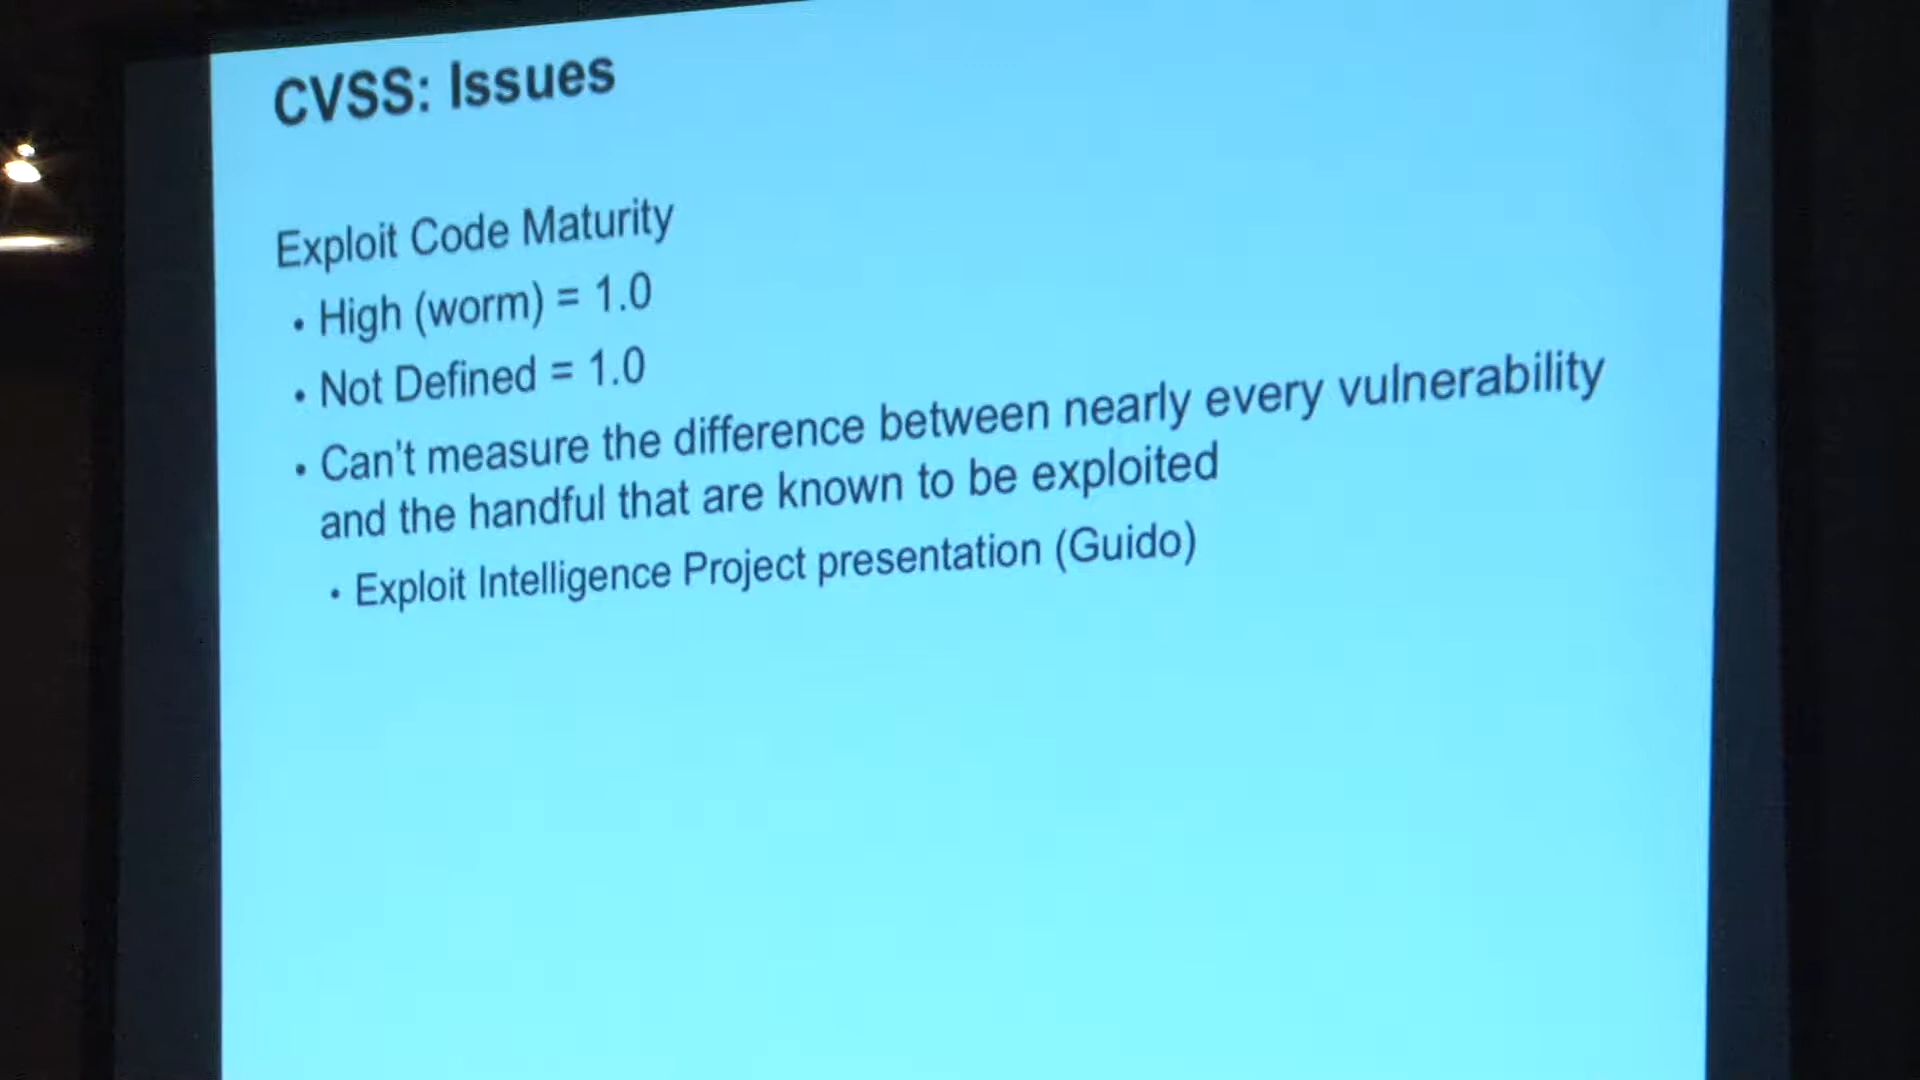 CVSS: Issues
Exploit Code Maturity
• High (worm) = 1.0
• Not Defined = 1.0
• Can't measure the difference between nearly every vulnerability
and the handful that are known to be exploited
• Exploit Intelligence Project presentation (Guido)